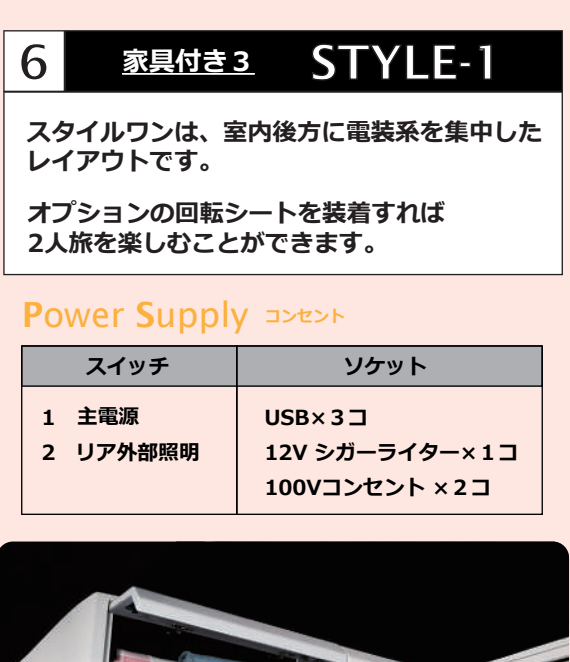 6 家具付き3 STYLE-1
スタイルワンは、室内後方に電装系を集中した
レイアウトです。
オプションの回転シートを装着すれば
2人旅を楽しむことができます。
Power Supply コンセント
スイッチ ソケット
1 主電源 USB×3コ
2 リア外部照明 12V シガーライター×1コ
100Vコンセント ×2コ